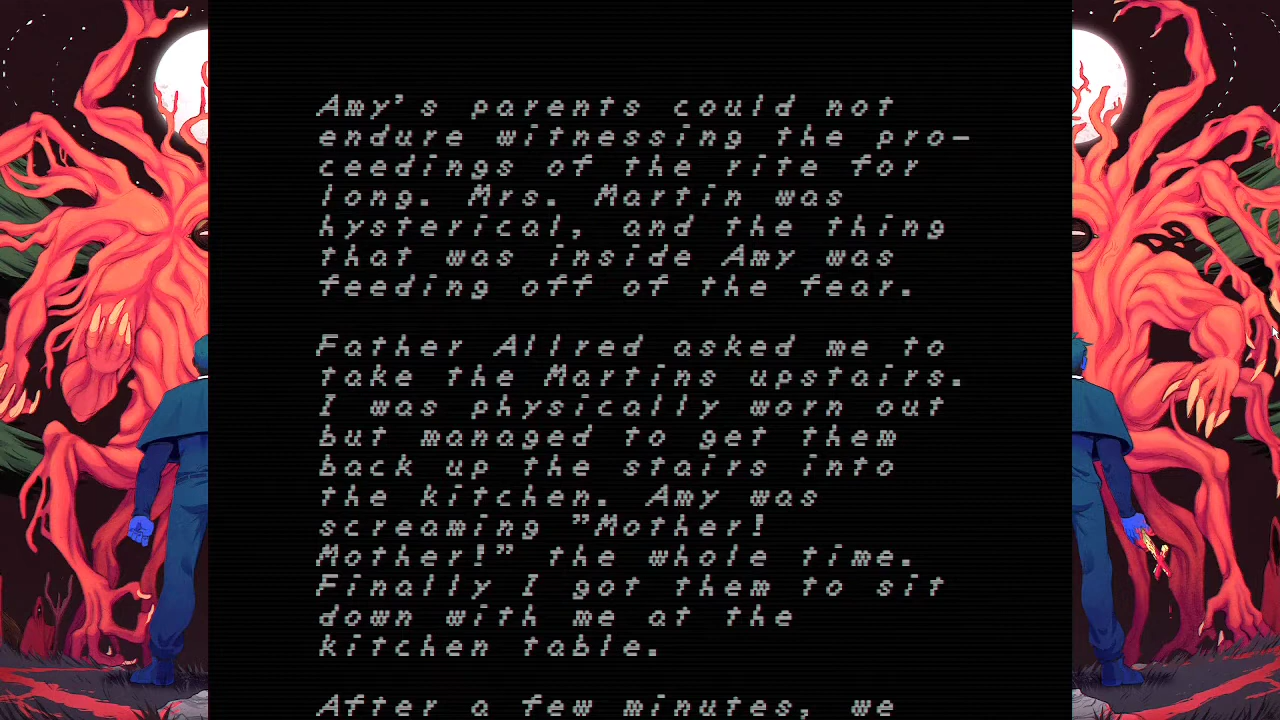 Amy's parents could not
endure witnessing the pro-
ceedings of the rite for
long. Mrs. Martin was
hysterical, and the thing
that was inside Amy was
feeding off of the fear.
Father Allred asked me to
take the Martins upstairs.
I was physically worn out
but managed to get them
back up the stairs into
the kitchen. Amy was
screaming "Mother!
Mother!" the whole time.
Finally I got them to sit
down with me at the
kitchen table.
After a few minutes, we